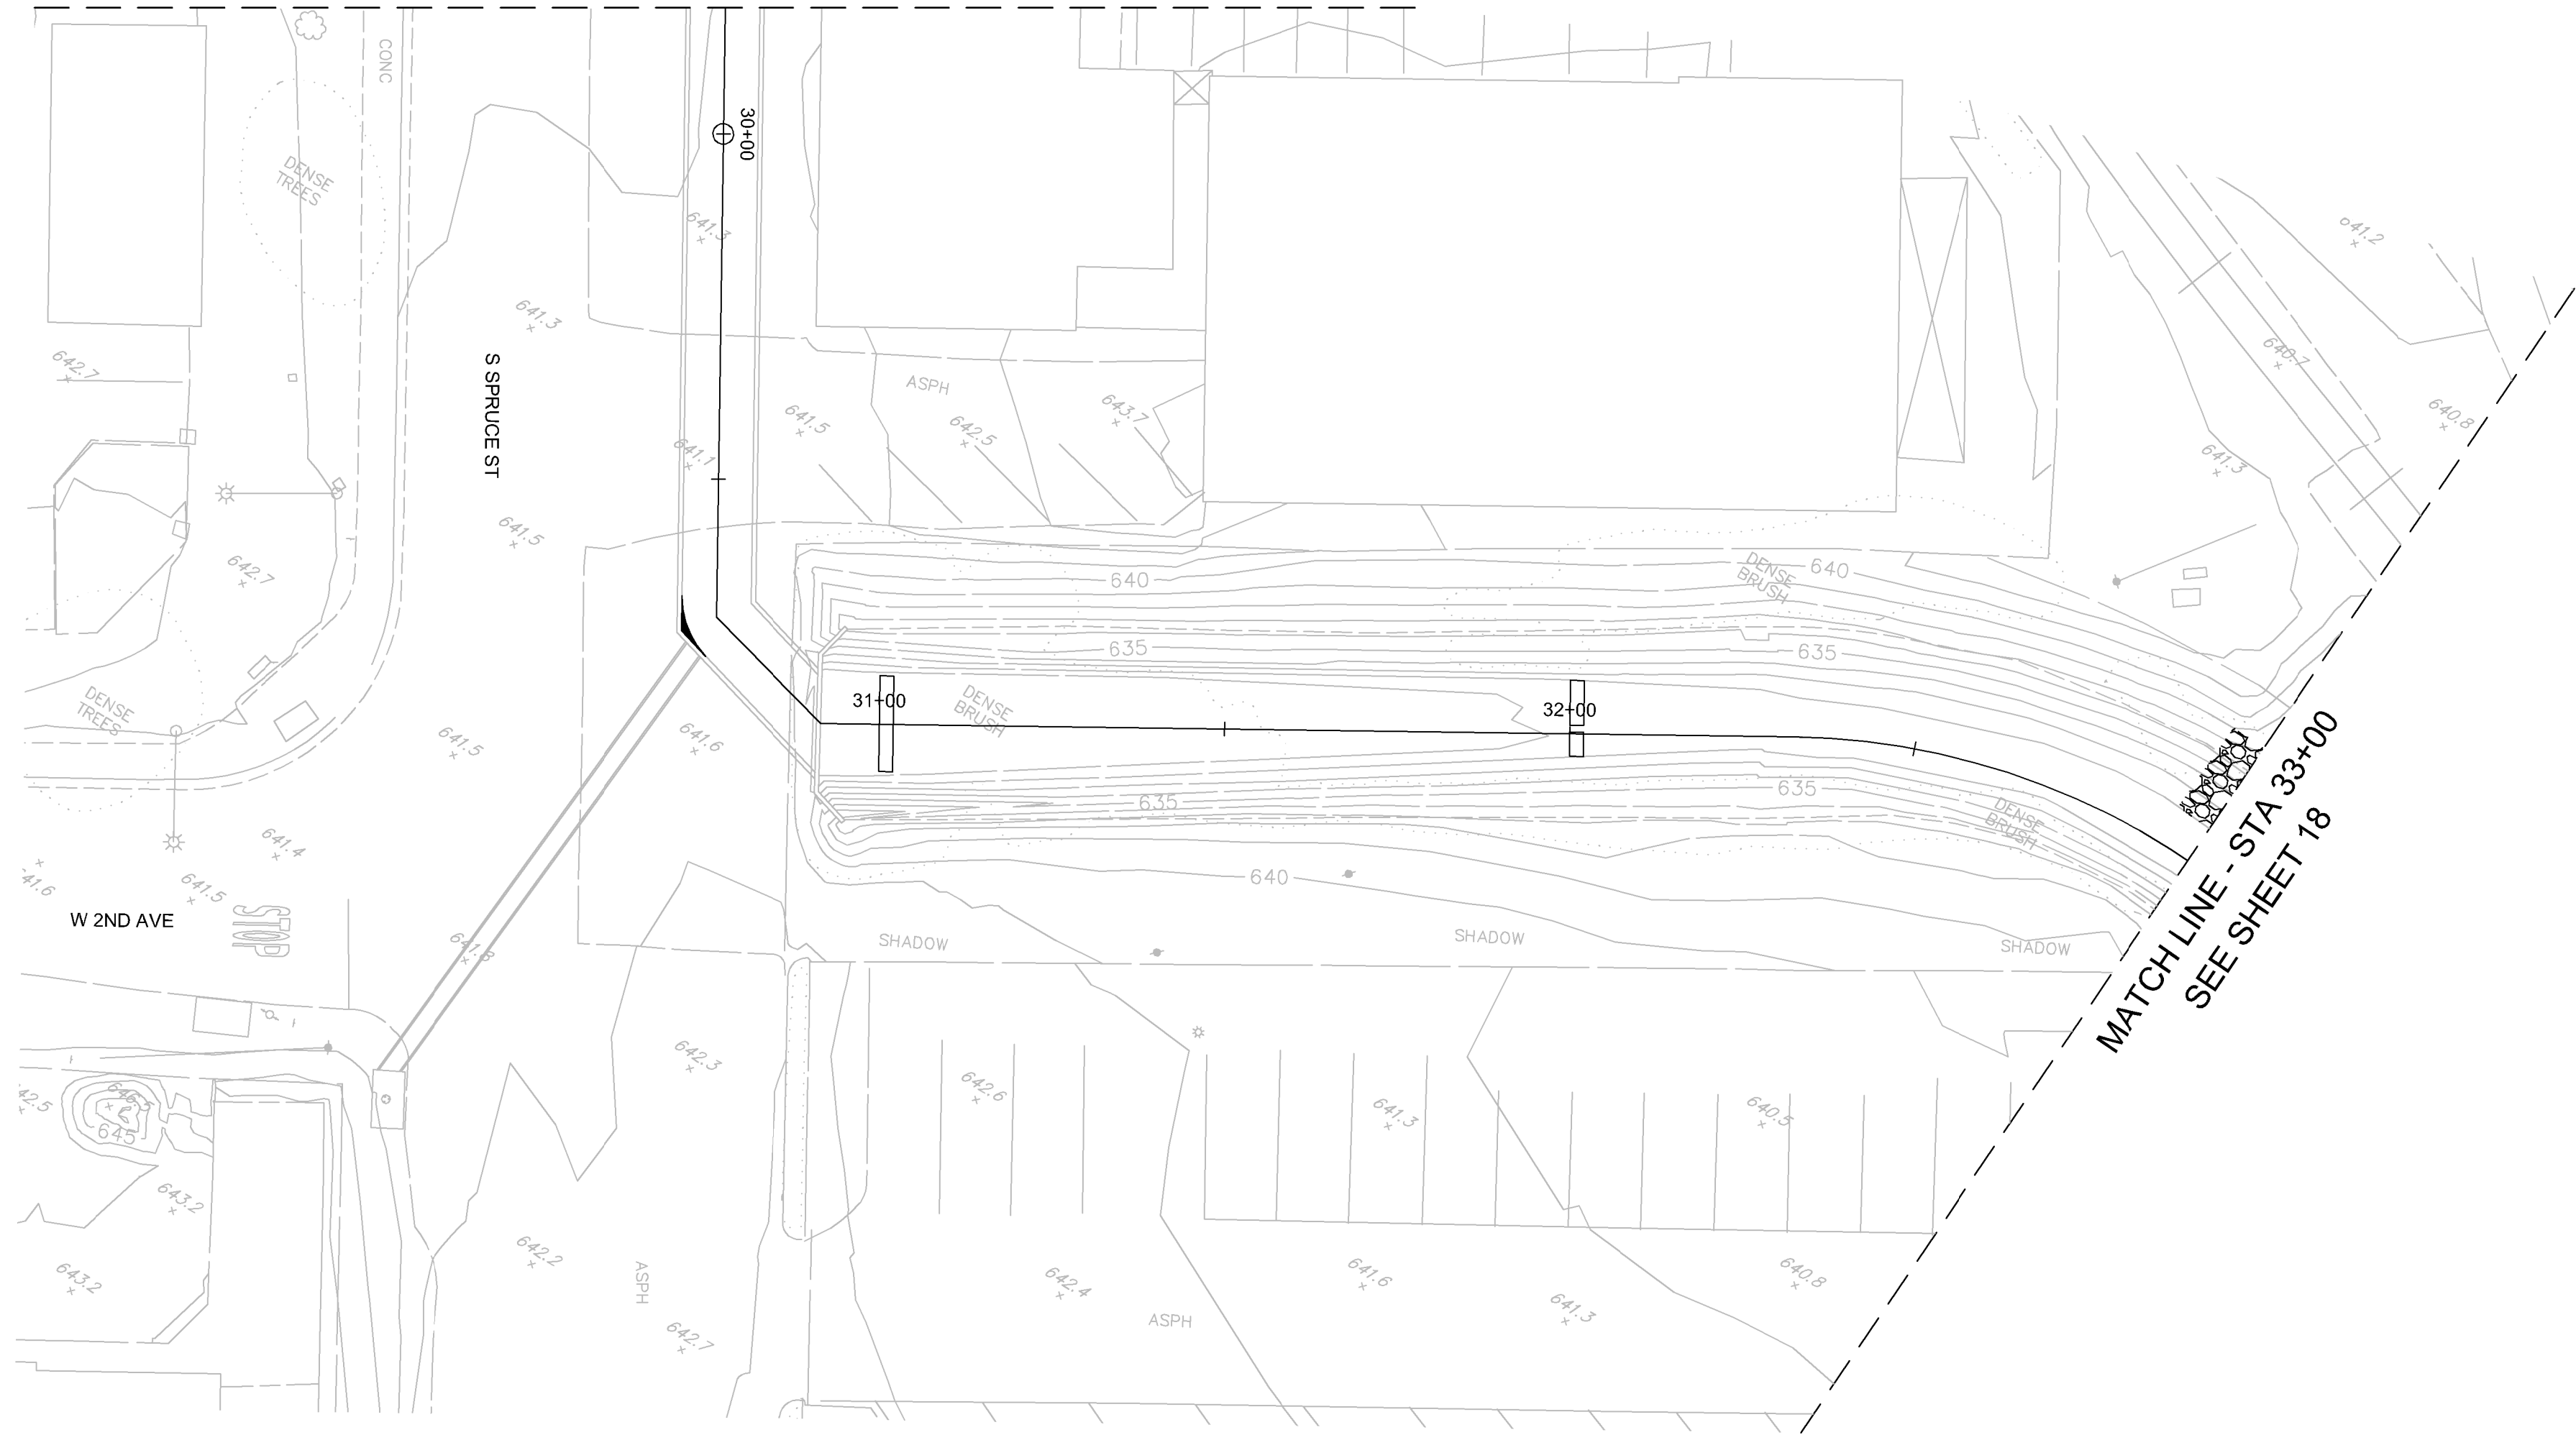 CONC
30+00
DENSE
TREES
641.3
641.2
641.3
642.7
S SPRUCE ST
640.7
ASPH
641.5
642.5
643.7
641.1
640.8
641.3
641.5
642.7
640
DENSE
BRUSH
640
635
635
DENSE
TREES
31+00
DENSE
BRUSH
32+00
641.5
641.6
635
635
DENSE
BRUSH
MATCH LINE - STA 33+00
SEE SHEET 18
641.4
41.6
641.5
640
W 2ND AVE
STOP
SHADOW
SHADOW
SHADOW
642.3
642.6
641.3
640.5
42.5
645
643.2
642.2
643.2
ASPH
642.4
641.6
640.8
641.3
ASPH
642.7